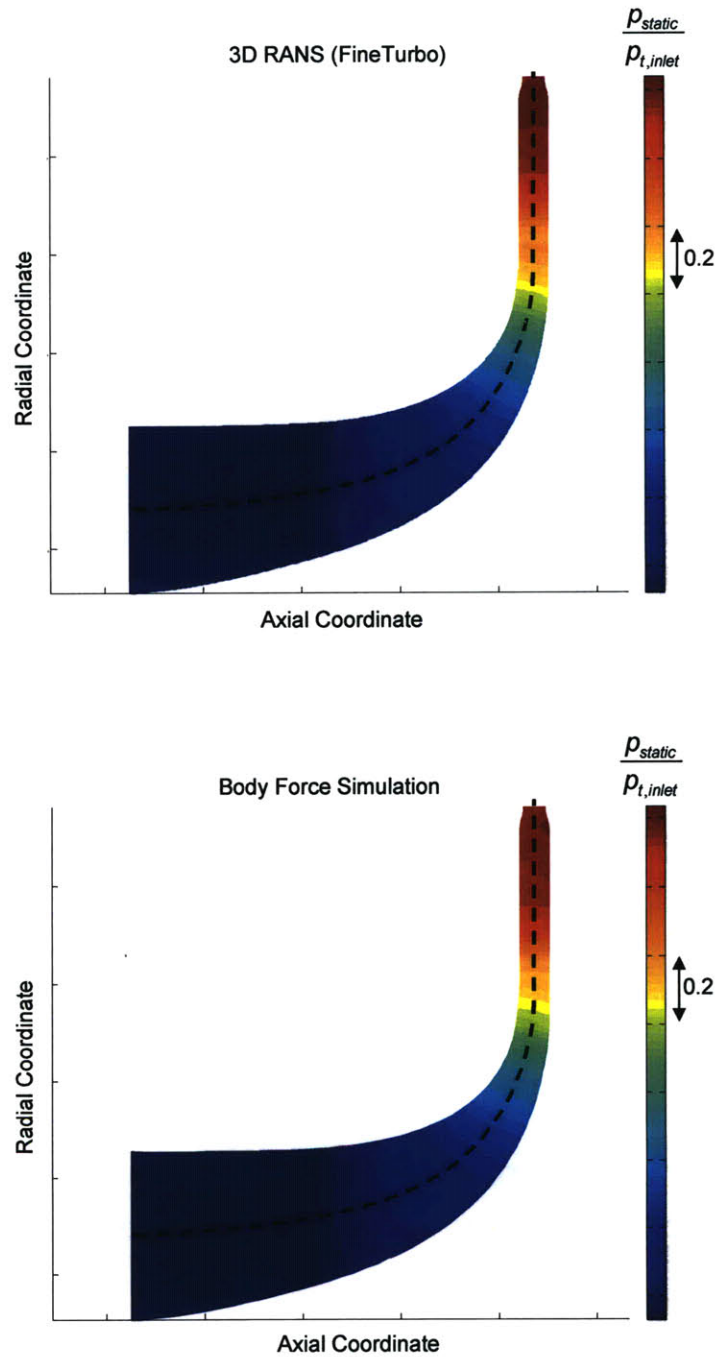 3D RANS (FineTurbo)
p_static
p_t,inlet
0.2
Radial Coordinate
Axial Coordinate
Body Force Simulation
p_static
p_t,inlet
0.2
Radial Coordinate
Axial Coordinate